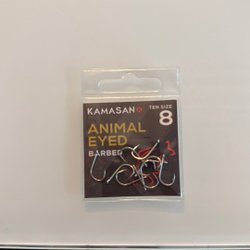 KAMASAN
TEN SIZE
8
ANIMAL
EYED
BARBED